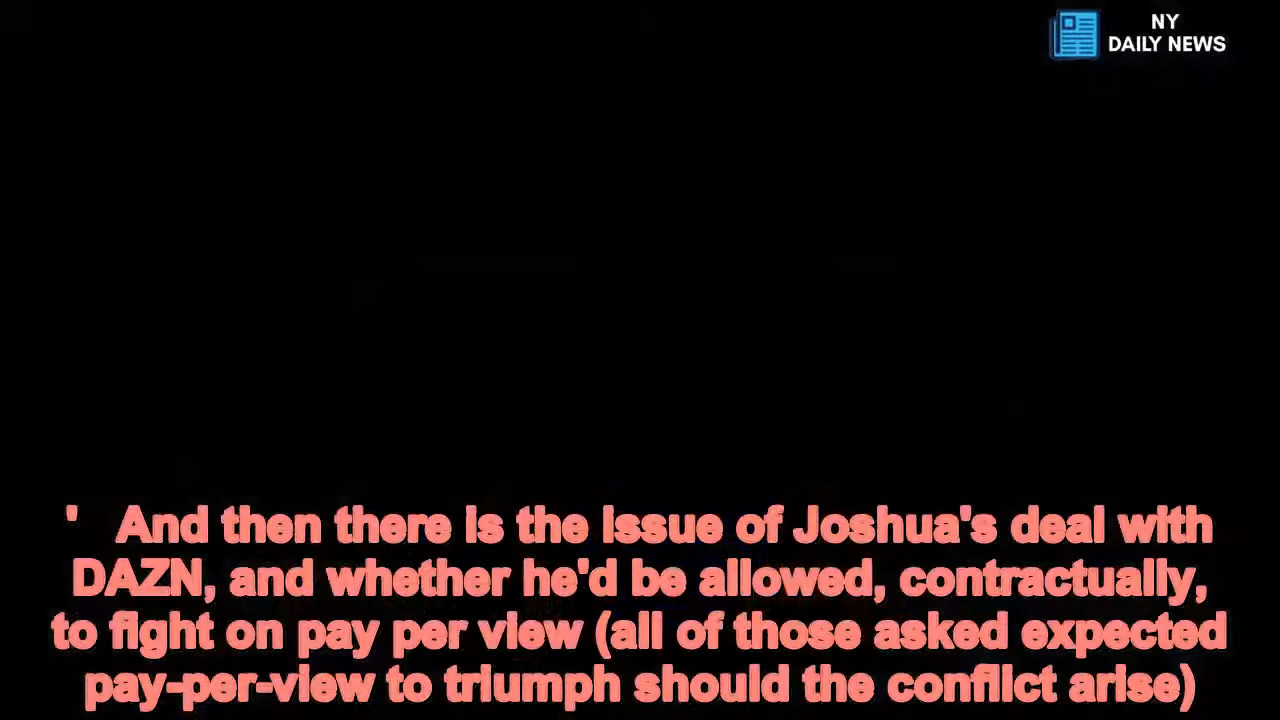 NY
DAILY NEWS
' And then there is the issue of Joshua's deal with
DAZN, and whether he'd be allowed, contractually,
to fight on pay per view (all of those asked expected
pay-per-view to triumph should the conflict arise)